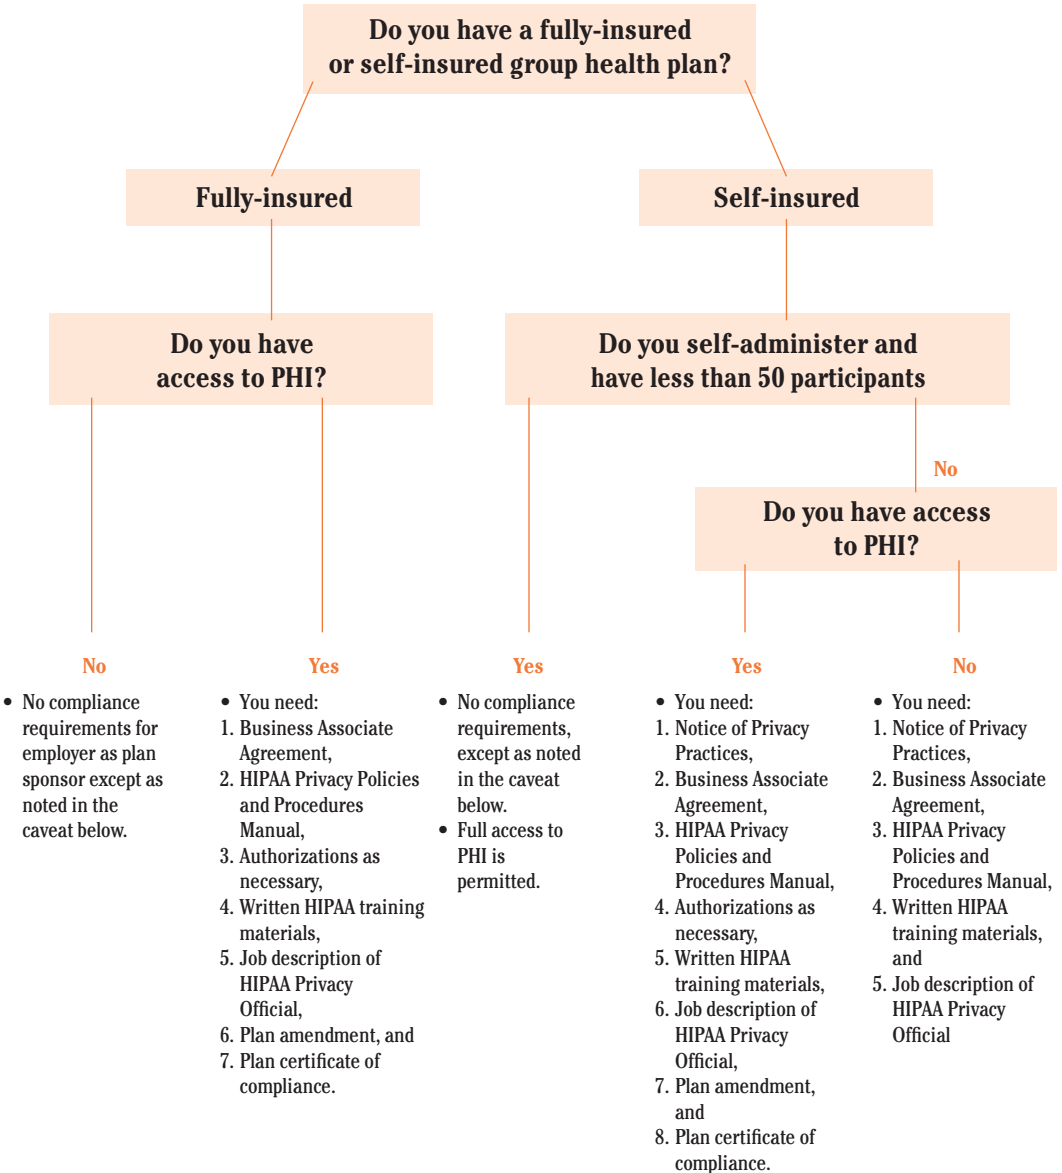 Do you have a fully-insured
or self-insured group health plan?
Fully-insured
Self-insured
Do you have
access to PHI?
Do you self-administer and
have less than 50 participants
No
Do you have access
to PHI?
No
• No compliance
requirements for
employer as plan
sponsor except as
noted in the
caveat below.
Yes
• You need:
1. Business Associate
Agreement,
2. HIPAA Privacy Policies
and Procedures
Manual,
3. Authorizations as
necessary,
4. Written HIPAA training
materials,
5. Job description of
HIPAA Privacy
Official,
6. Plan amendment, and
7. Plan certificate of
compliance.
Yes
• No compliance
requirements,
except as noted
in the caveat
below.
• Full access to
PHI is
permitted.
Yes
• You need:
1. Notice of Privacy
Practices,
2. Business Associate
Agreement,
3. HIPAA Privacy
Policies and
Procedures Manual,
4. Authorizations as
necessary,
5. Written HIPAA
training materials,
6. Job description of
HIPAA Privacy
Official,
7. Plan amendment,
and
8. Plan certificate of
compliance.
No
• You need:
1. Notice of Privacy
Practices,
2. Business Associate
Agreement,
3. HIPAA Privacy
Policies and
Procedures Manual,
4. Written HIPAA
training materials,
and
5. Job description of
HIPAA Privacy
Official